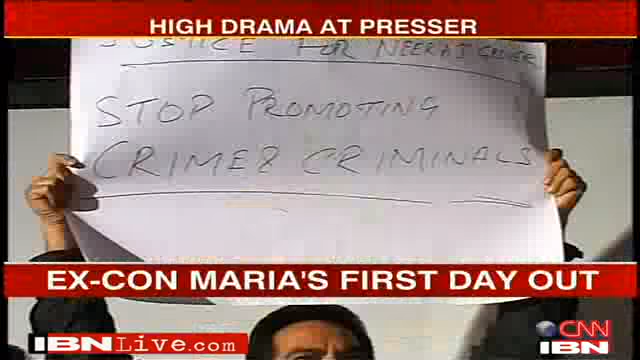 HIGH DRAMA AT PRESSER
JUSTICE FOR NEERAJ GROVER
STOP PROMOTING
CRIME & CRIMINALS
EX-CON MARIA'S FIRST DAY OUT
IBNLive.com
CNN
IBN